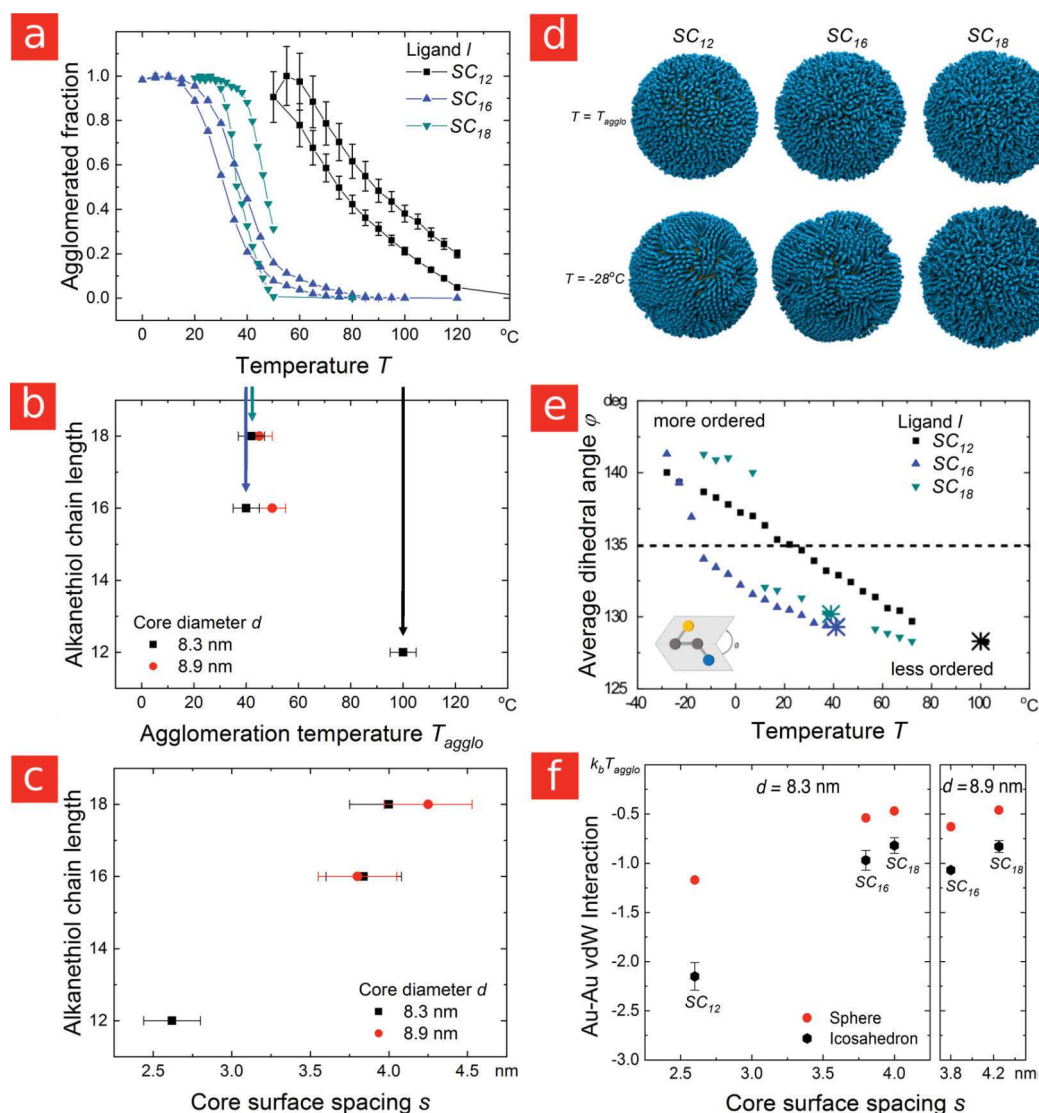 a
Agglomerated fraction
1.0
0.8
0.6
0.4
0.2
0.0
Ligand l
SC12
SC16
SC18
0 20 40 60 80 100 120 °C
Temperature T
b
Alkanethiol chain length
18
16
14
12
Core diameter d
8.3 nm
8.9 nm
0 20 40 60 80 100 120 °C
Agglomeration temperature Tagglo
c
Alkanethiol chain length
18
16
14
12
Core diameter d
8.3 nm
8.9 nm
2.5 3.0 3.5 4.0 4.5 nm
Core surface spacing s
d
SC12 SC16 SC18
T = Tagglo
T = -28°C
e
deg
Average dihedral angle φ
140
135
130
125
more ordered
Ligand l
SC12
SC16
SC18
less ordered
-40 -20 0 20 40 60 80 100 °C
Temperature T
f
kbTagglo
Au-Au vdW Interaction
-0.5
-1.0
-1.5
-2.0
-2.5
-3.0
d = 8.3 nm
d = 8.9 nm
SC12
SC16
SC18
SC16
SC18
Sphere
Icosahedron
2.5 3.0 3.5 4.0 3.8 4.2 nm
Core surface spacing s